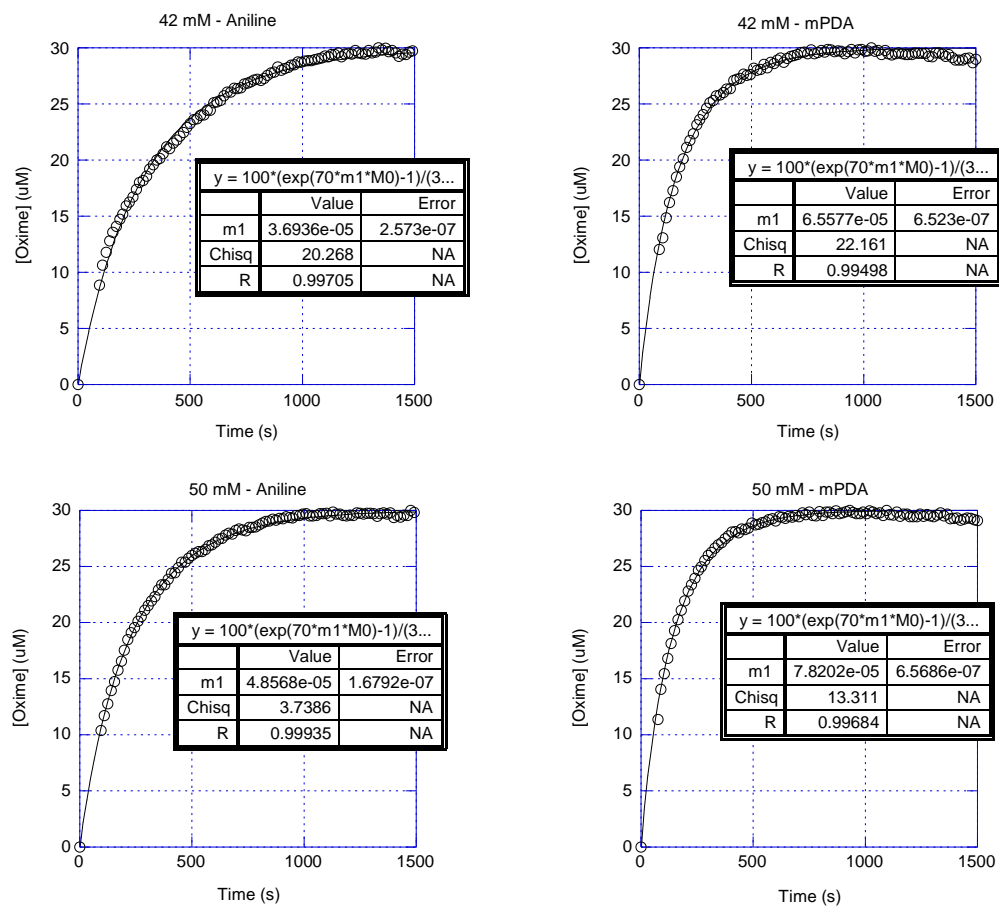 42 mM - Aniline
[Oxime] (uM)
30
25
20
15
10
5
0
0 500 1000 1500
Time (s)
y = 100*(exp(70*m1*M0)-1)/(3...
Value Error
m1 3.6936e-05 2.573e-07
Chisq 20.268 NA
R 0.99705 NA
42 mM - mPDA
[Oxime] (uM)
30
25
20
15
10
5
0
0 500 1000 1500
Time (s)
y = 100*(exp(70*m1*M0)-1)/(3...
Value Error
m1 6.5577e-05 6.523e-07
Chisq 22.161 NA
R 0.99498 NA
50 mM - Aniline
[Oxime] (uM)
30
25
20
15
10
5
0
0 500 1000 1500
Time (s)
y = 100*(exp(70*m1*M0)-1)/(3...
Value Error
m1 4.8568e-05 1.6792e-07
Chisq 3.7386 NA
R 0.99935 NA
50 mM - mPDA
[Oxime] (uM)
30
25
20
15
10
5
0
0 500 1000 1500
Time (s)
y = 100*(exp(70*m1*M0)-1)/(3...
Value Error
m1 7.8202e-05 6.5686e-07
Chisq 13.311 NA
R 0.99684 NA